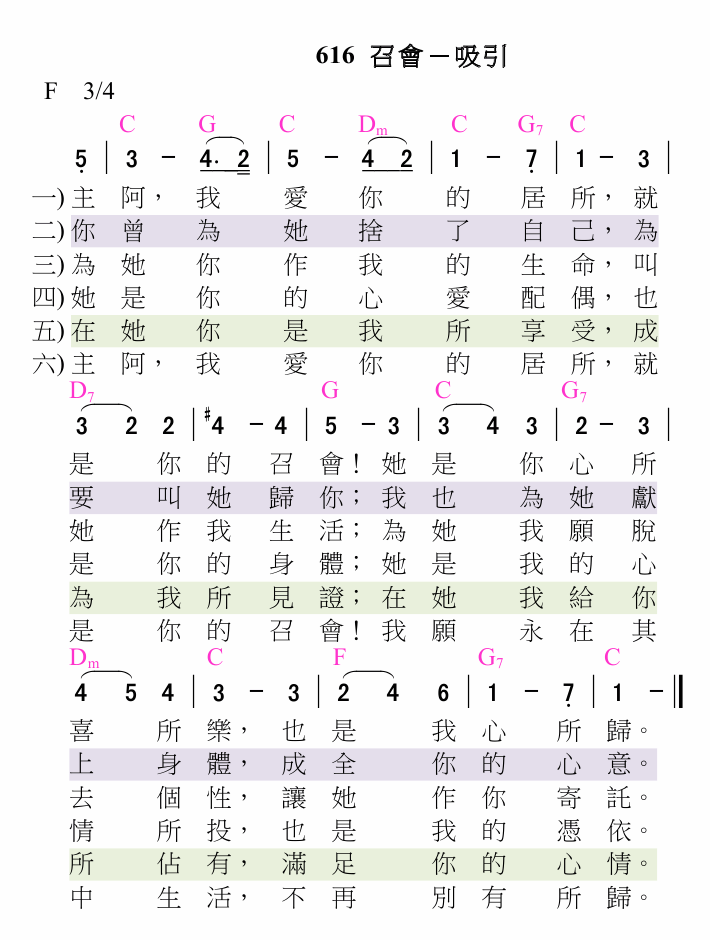 616 召會－吸引
F 3/4
C G C Dm C G7 C
5̣ | 3 － 4. 2 | 5 － 4 2 | 1 － 7̣ | 1 － 3 |
一) 主阿，我愛你的居所，就
二) 你曾為她捨了自己，為
三) 為她你作我的生命，叫
四) 她是你的心愛配偶，也
五) 在她你是我所享受，成
六) 主阿，我愛你的居所，就
D7 G C G7
3 2 2 | #4 － 4 | 5 － 3 | 3 4 3 | 2 － 3 |
是你的召會！她是你心所
要叫她歸你；我也為她獻
她作我生活；為她我願脫
是你的身體；她是我的心
為我所見證；在她我給你
是你的召會！我願永在其
Dm C F G7 C
4 5 4 | 3 － 3 | 2 4 6 | 1 － 7̣ | 1 － ‖
喜所樂，也是我心所歸。
上身體，成全你的心意。
去個性，讓她作你寄託。
情所投，也是我的憑依。
所佔有，滿足你的心情。
中生活，不再別有所歸。